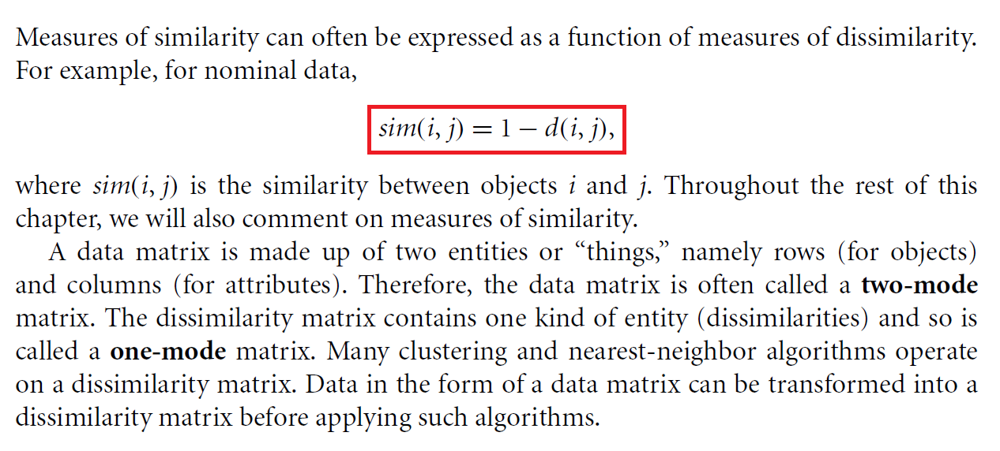 Measures of similarity can often be expressed as a function of measures of dissimilarity.
For example, for nominal data,
sim(i, j) = 1 − d(i, j),
where sim(i, j) is the similarity between objects i and j. Throughout the rest of this
chapter, we will also comment on measures of similarity.
A data matrix is made up of two entities or “things,” namely rows (for objects)
and columns (for attributes). Therefore, the data matrix is often called a two-mode
matrix. The dissimilarity matrix contains one kind of entity (dissimilarities) and so is
called a one-mode matrix. Many clustering and nearest-neighbor algorithms operate
on a dissimilarity matrix. Data in the form of a data matrix can be transformed into a
dissimilarity matrix before applying such algorithms.